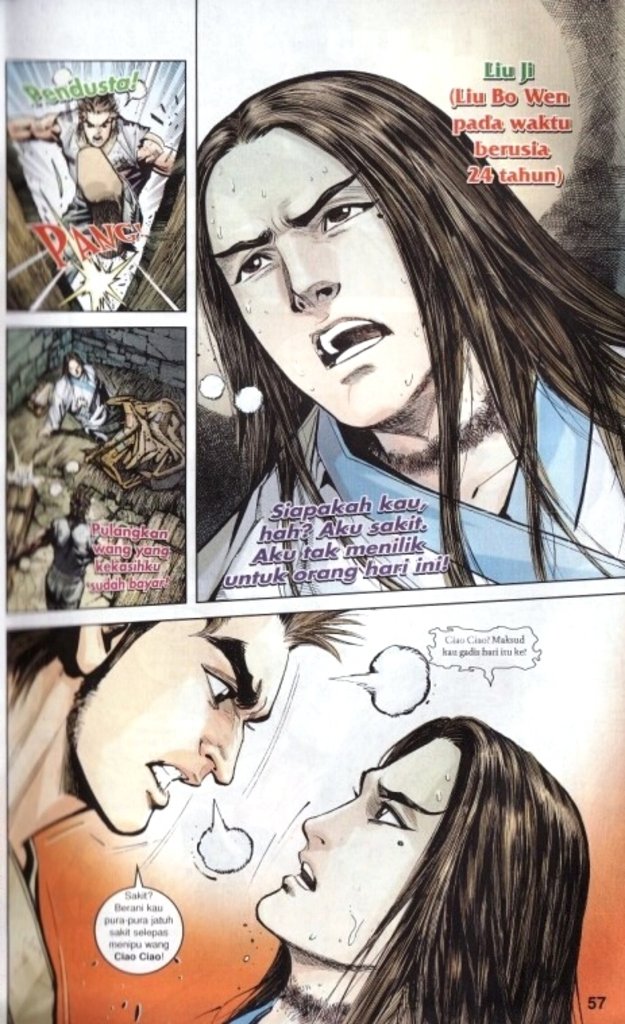 Pendusta!
PANG!
Liu Ji
(Liu Bo Wen
pada waktu
berusia
24 tahun)
Siapakah kau,
hah? Aku sakit.
Aku tak menilik
untuk orang hari ini!
Pulangkan
wang yang
kekasihku
sudah bayar!
Ciao Ciao? Maksud
kau gadis hari itu ke?
Sakit?
Berani kau
pura-pura jatuh
sakit selepas
menipu wang
Ciao Ciao!
57